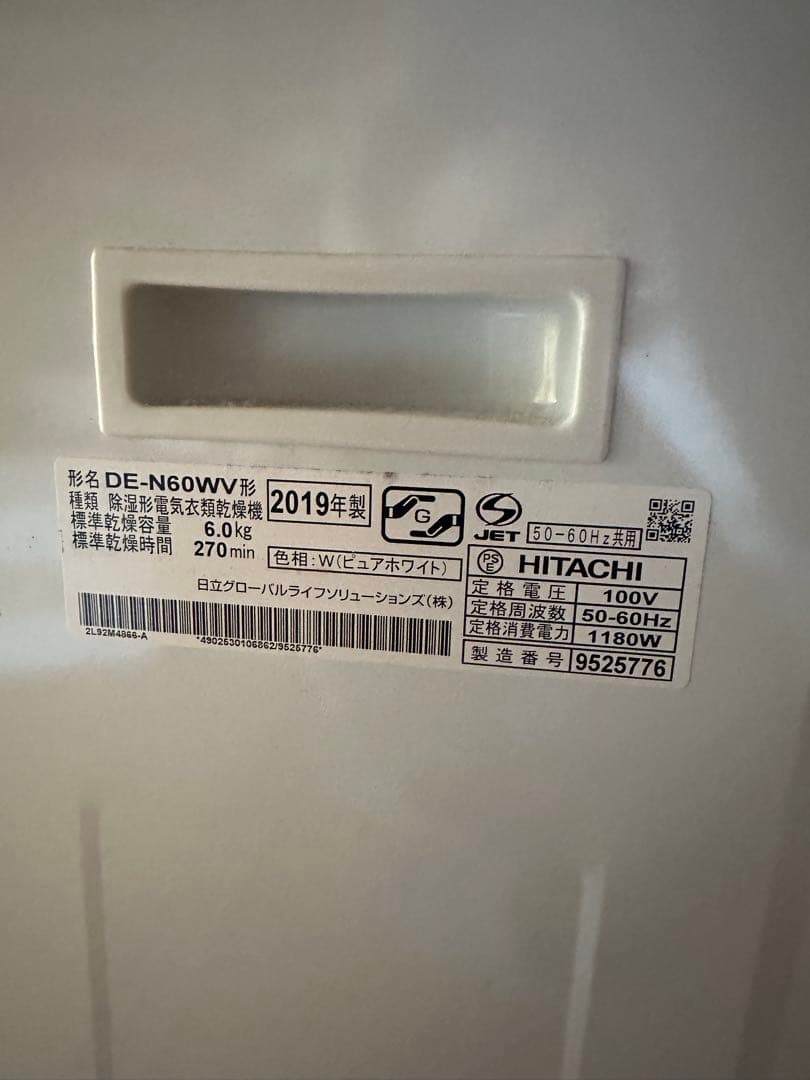 形名 DE-N60WV形
種類 除湿形電気衣類乾燥機
標準乾燥容量 6.0kg
標準乾燥時間 270min
2019年製
色相:W(ピュアホワイト)
日立グローバルライフソリューションズ(株)
2L92M4866-A
*4902530106862/9525776*
G
S
JET
50-60Hz共用
PS
E
HITACHI
定格電圧 100V
定格周波数 50-60Hz
定格消費電力 1180W
製造番号 9525776